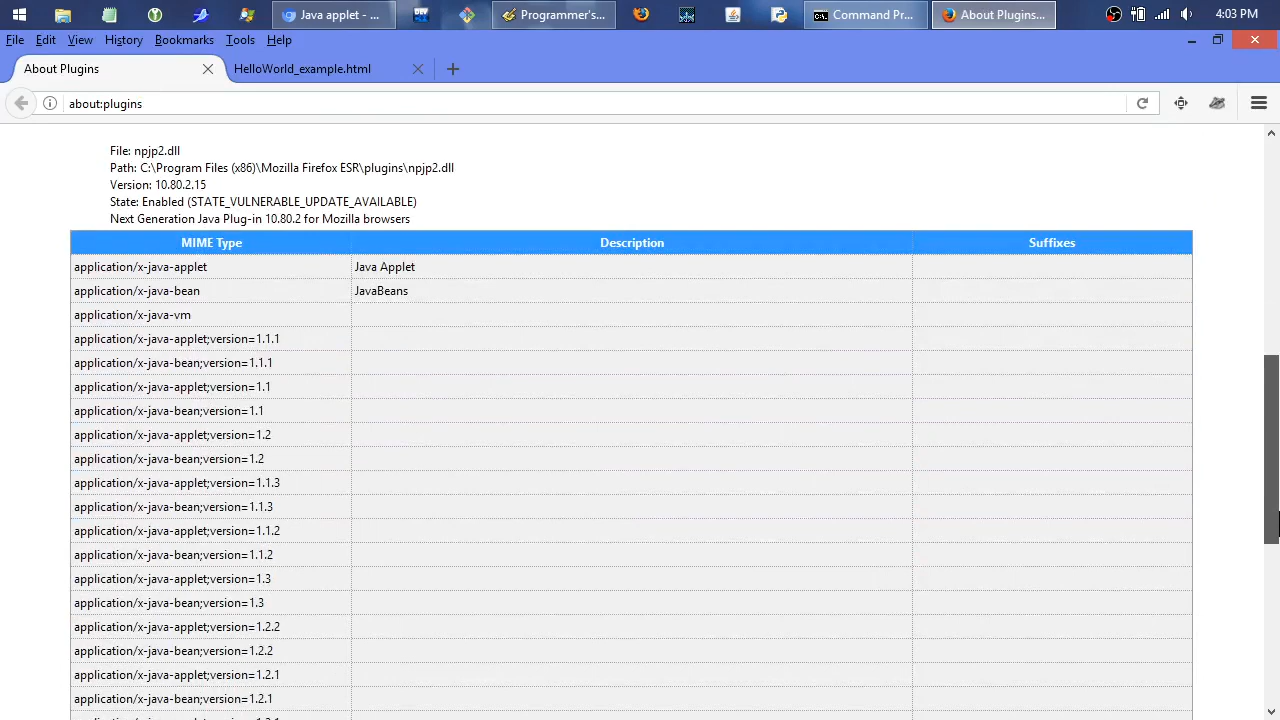 Java applet - ...
Programmer's...
Command Pr...
About Plugins...
4:03 PM
File Edit View History Bookmarks Tools Help
About Plugins
HelloWorld_example.html
about:plugins
File: npjp2.dll
Path: C:\Program Files (x86)\Mozilla Firefox ESR\plugins\npjp2.dll
Version: 10.80.2.15
State: Enabled (STATE_VULNERABLE_UPDATE_AVAILABLE)
Next Generation Java Plug-in 10.80.2 for Mozilla browsers
MIME Type Description Suffixes
application/x-java-applet Java Applet
application/x-java-bean JavaBeans
application/x-java-vm
application/x-java-applet;version=1.1.1
application/x-java-bean;version=1.1.1
application/x-java-applet;version=1.1
application/x-java-bean;version=1.1
application/x-java-applet;version=1.2
application/x-java-bean;version=1.2
application/x-java-applet;version=1.1.3
application/x-java-bean;version=1.1.3
application/x-java-applet;version=1.1.2
application/x-java-bean;version=1.1.2
application/x-java-applet;version=1.3
application/x-java-bean;version=1.3
application/x-java-applet;version=1.2.2
application/x-java-bean;version=1.2.2
application/x-java-applet;version=1.2.1
application/x-java-bean;version=1.2.1